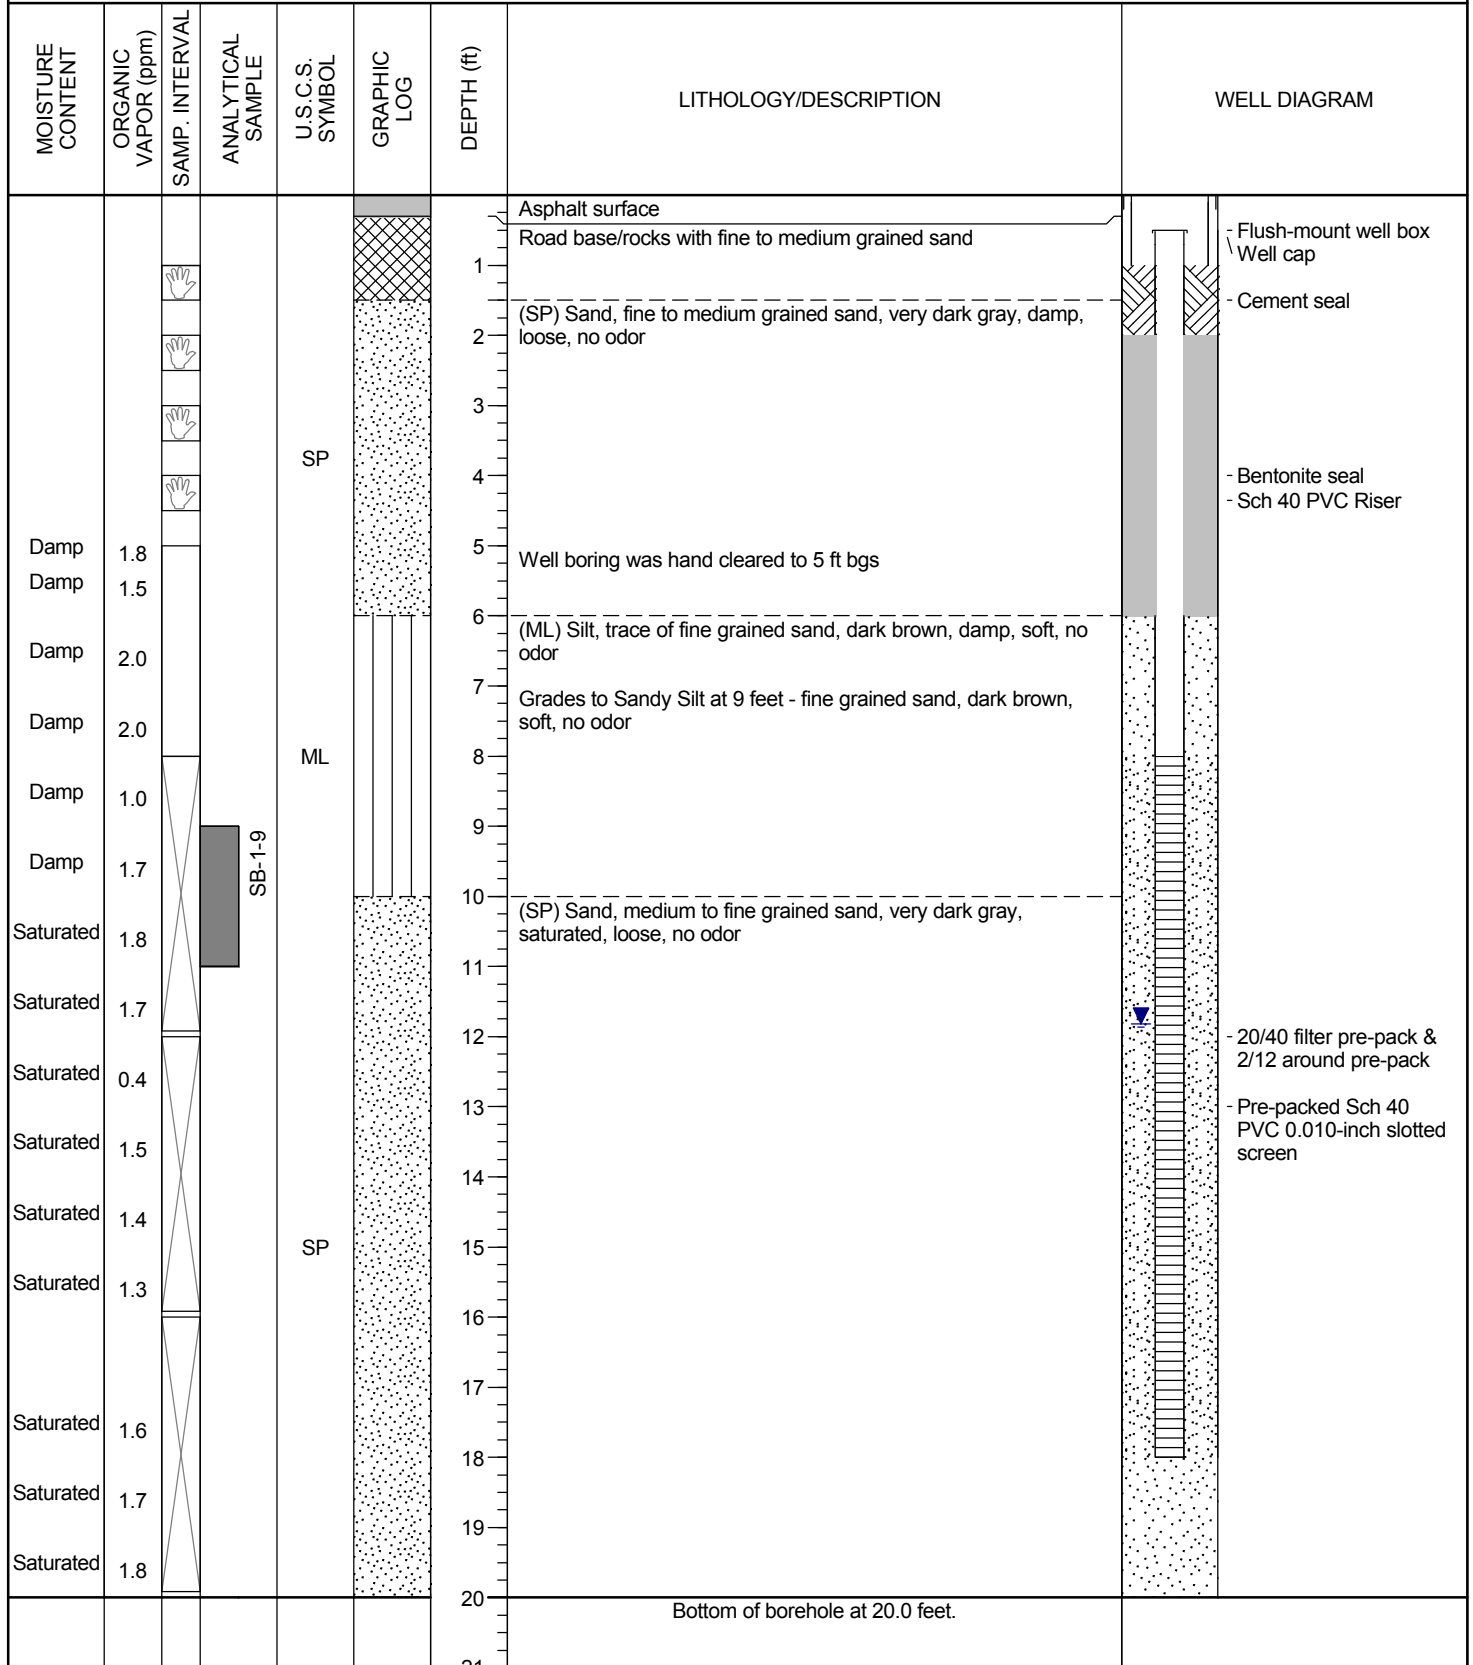 MOISTURE
CONTENT
ORGANIC
VAPOR (ppm)
SAMP. INTERVAL
ANALYTICAL
SAMPLE
U.S.C.S.
SYMBOL
GRAPHIC
LOG
DEPTH (ft)
LITHOLOGY/DESCRIPTION
WELL DIAGRAM
Asphalt surface
Road base/rocks with fine to medium grained sand
Flush-mount well box
Well cap
1
Cement seal
(SP) Sand, fine to medium grained sand, very dark gray, damp,
loose, no odor
2
3
SP
4
Bentonite seal
Sch 40 PVC Riser
Damp 1.8
5
Well boring was hand cleared to 5 ft bgs
Damp 1.5
6
(ML) Silt, trace of fine grained sand, dark brown, damp, soft, no
odor
Damp 2.0
7
Grades to Sandy Silt at 9 feet - fine grained sand, dark brown,
soft, no odor
Damp 2.0
ML
8
Damp 1.0
9
SB-1-9
Damp 1.7
10
(SP) Sand, medium to fine grained sand, very dark gray,
saturated, loose, no odor
Saturated 1.8
11
Saturated 1.7
12
20/40 filter pre-pack &
2/12 around pre-pack
Saturated 0.4
13
Pre-packed Sch 40
PVC 0.010-inch slotted
screen
Saturated 1.5
14
Saturated 1.4
SP
15
Saturated 1.3
16
17
Saturated 1.6
18
Saturated 1.7
19
Saturated 1.8
20
Bottom of borehole at 20.0 feet.
21